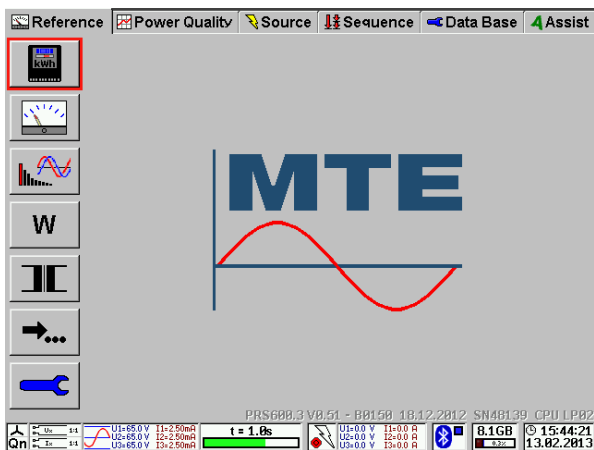 Reference Power Quality Source Sequence Data Base Assist
kWh
MTE
W
PRS600.3 V0.51 - B0150 18.12.2012 SN48139 CPU LP02
Ux 1/1 U1=65.0 V I1=2.50mA t = 1.0s U1=0.0 V I1=0.0 A 8.1GB 15:44:21
U2=65.0 V I2=2.50mA U2=0.0 V I2=0.0 A
Qn Ix 1/1 U3=65.0 V I3=2.50mA U3=0.0 V I3=0.0 A 13.02.2013